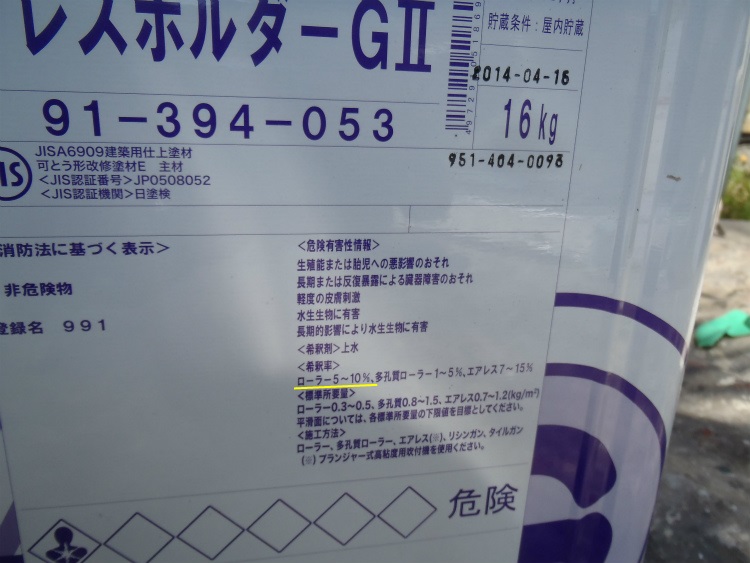 レスホルダーGⅡ
貯蔵条件：屋内貯蔵
2014-04-16
91-394-053
16kg
951-404-0093
JIS
JISA6909建築用仕上塗材
可とう形改修塗材E 主材
<JIS認証番号>JP0508052
<JIS認証機関>日塗検
消防法に基づく表示>
非危険物
登録名 991
<危険有害性情報>
生殖能または胎児への悪影響のおそれ
長期または反復暴露による臓器障害のおそれ
軽度の皮膚刺激
水生生物に有害
長期的影響により水生生物に有害
<希釈剤>上水
<希釈率>
ローラー5～10%、多孔質ローラー1～5%、エアレス7～15%
<標準所要量>
ローラー0.3～0.5、多孔質0.8～1.5、エアレス0.7～1.2(kg/m²)
平滑面については、各標準所要量の下限値を目標としてください。
<施工方法>
ローラー、多孔質ローラー、エアレス(※)、リシンガン、タイルガン
(※)プランジャー式高粘度用吹付機を使用ください。
危険